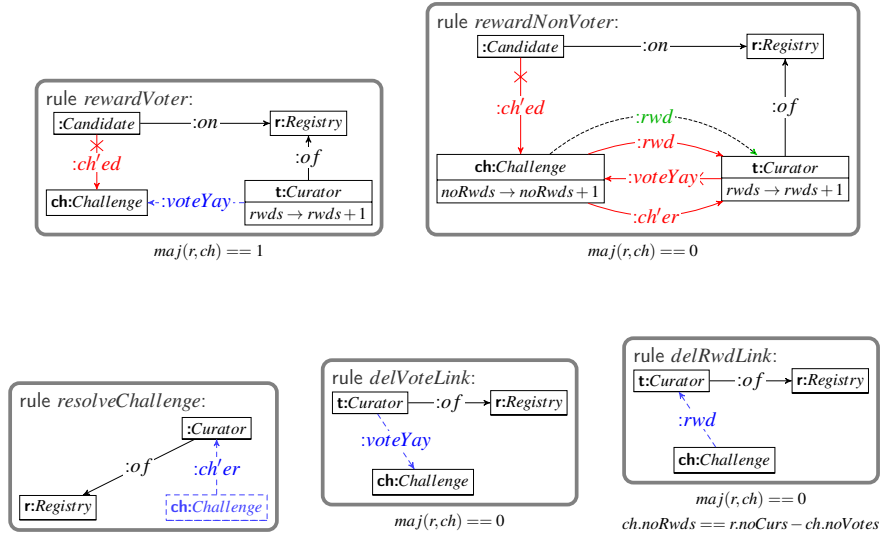 rule rewardVoter:
:Candidate
:on
r:Registry
:ch'ed
:of
ch:Challenge
:voteYay
t:Curator
rwds → rwds + 1
maj(r, ch) == 1
rule rewardNonVoter:
:Candidate
:on
r:Registry
:ch'ed
:rwd
:of
:rwd
ch:Challenge
noRwds → noRwds + 1
:voteYay
t:Curator
rwds → rwds + 1
:ch'er
maj(r, ch) == 0
rule resolveChallenge:
:Curator
:of
:ch'er
r:Registry
ch:Challenge
rule delVoteLink:
t:Curator
:of
r:Registry
:voteYay
ch:Challenge
maj(r, ch) == 0
rule delRwdLink:
t:Curator
:of
r:Registry
:rwd
ch:Challenge
maj(r, ch) == 0
ch.noRwds == r.noCurs − ch.noVotes